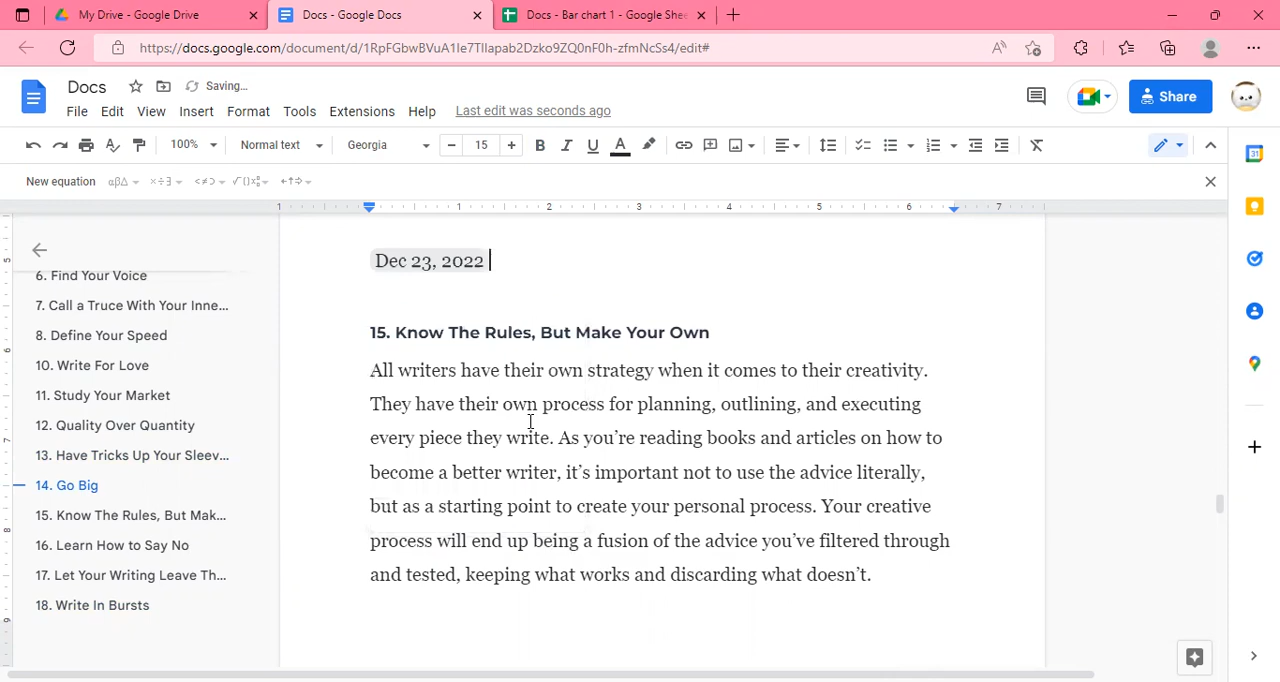 My Drive - Google Drive
Docs - Google Docs
Docs - Bar chart 1 - Google She
https://docs.google.com/document/d/1RpFGbwBVuA1Ie7TIIapab2Dzko9ZQ0nF0h-zfmNcSs4/edit#
Docs
Saving...
File Edit View Insert Format Tools Extensions Help Last edit was seconds ago
Share
100% Normal text Georgia 15
New equation
1 1 2 3 4 5 6 7
Dec 23, 2022
6. Find Your Voice
7. Call a Truce With Your Inne...
8. Define Your Speed
10. Write For Love
11. Study Your Market
12. Quality Over Quantity
13. Have Tricks Up Your Sleev...
14. Go Big
15. Know The Rules, But Mak...
16. Learn How to Say No
17. Let Your Writing Leave Th...
18. Write In Bursts
15. Know The Rules, But Make Your Own
All writers have their own strategy when it comes to their creativity.
They have their own process for planning, outlining, and executing
every piece they write. As you’re reading books and articles on how to
become a better writer, it’s important not to use the advice literally,
but as a starting point to create your personal process. Your creative
process will end up being a fusion of the advice you’ve filtered through
and tested, keeping what works and discarding what doesn’t.